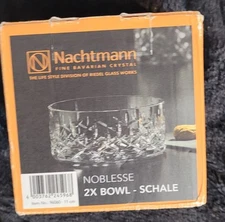 Nachtmann
FINE BAVARIAN CRYSTAL
THE LIFE STYLE DIVISION OF RIEDEL GLASS WORKS
NOBLESSE
2X BOWL - SCHALE